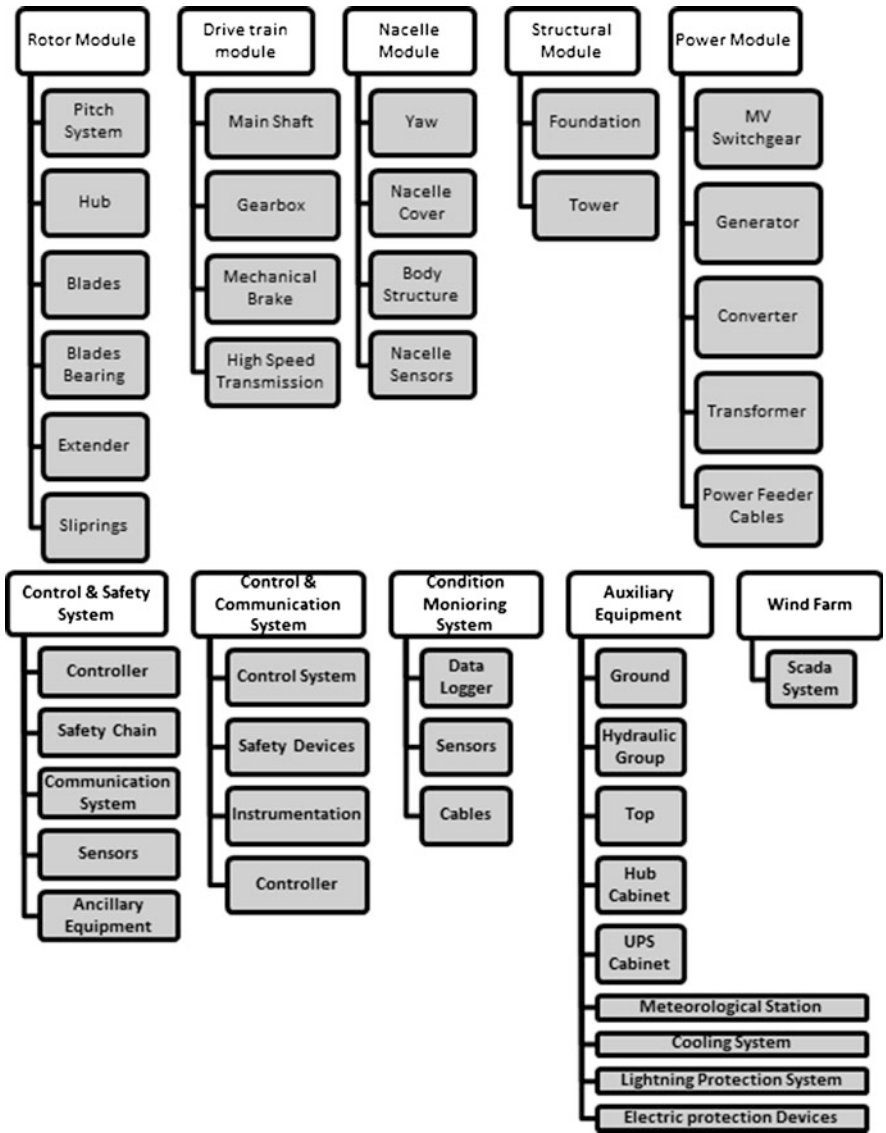 Rotor Module
Pitch
System
Hub
Blades
Blades
Bearing
Extender
Sliprings
Drive train
module
Main Shaft
Gearbox
Mechanical
Brake
High Speed
Transmission
Nacelle
Module
Yaw
Nacelle
Cover
Body
Structure
Nacelle
Sensors
Structural
Module
Foundation
Tower
Power Module
MV
Switchgear
Generator
Converter
Transformer
Power Feeder
Cables
Control & Safety
System
Controller
Safety Chain
Communication
System
Sensors
Ancillary
Equipment
Control &
Communication
System
Control System
Safety Devices
Instrumentation
Controller
Condition
Monioring
System
Data
Logger
Sensors
Cables
Auxiliary
Equipment
Ground
Hydraulic
Group
Top
Hub
Cabinet
UPS
Cabinet
Meteorological Station
Cooling System
Lightning Protection System
Electric protection Devices
Wind Farm
Scada
System